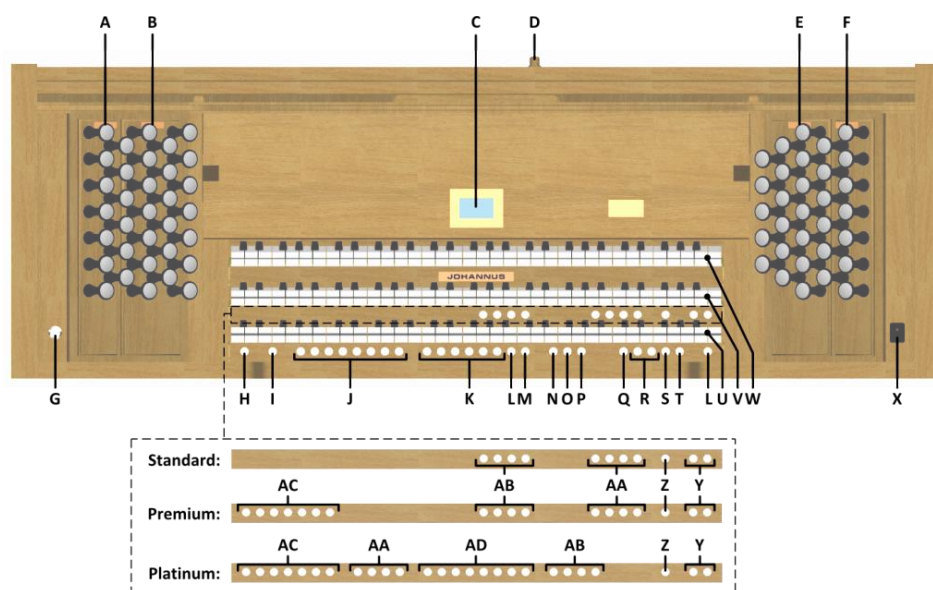 A B C D E F
JOHANNUS
G H I J K L M N O P Q R S T L U V W X
Standard:
AC AB AA Z Y
Premium:
AC AA AD AB Z Y
Platinum: